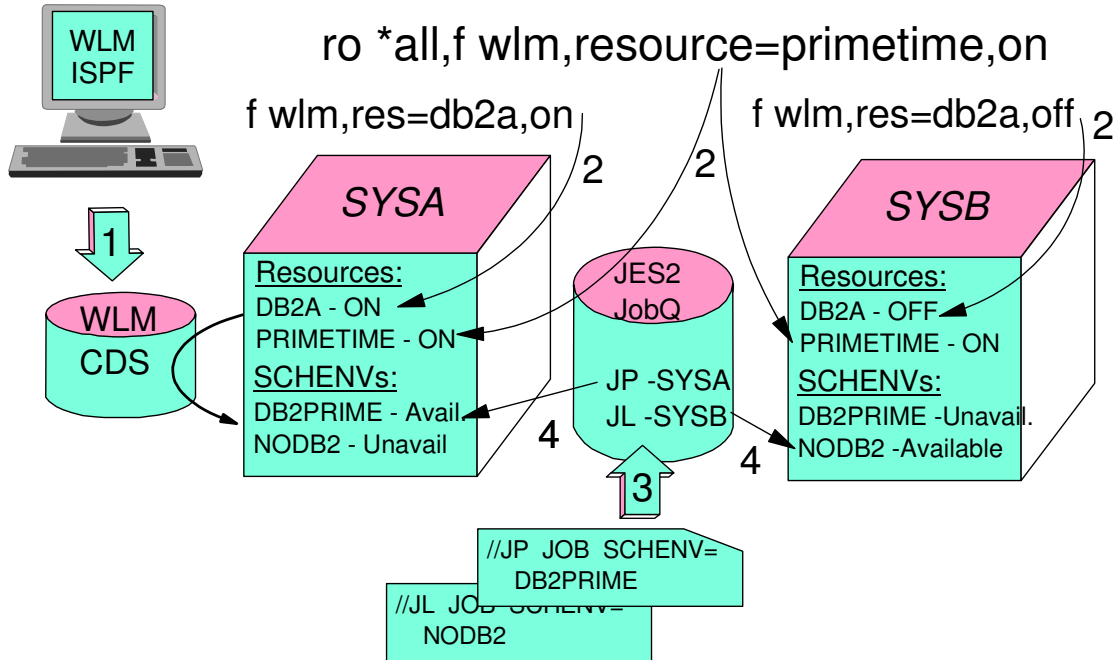 WLM
ISPF
ro *all,f wlm,resource=primetime,on
f wlm,res=db2a,on
f wlm,res=db2a,off
2
2
2
1
WLM
CDS
SYSA
Resources:
DB2A - ON
PRIMETIME - ON
SCHENVs:
DB2PRIME - Avail.
NODB2 - Unavail
JES2
JobQ
JP -SYSA
JL -SYSB
4
4
3
SYSB
Resources:
DB2A - OFF
PRIMETIME - ON
SCHENVs:
DB2PRIME -Unavail.
NODB2 -Available
//JP JOB SCHENV=
DB2PRIME
//JL JOB SCHENV=
NODB2